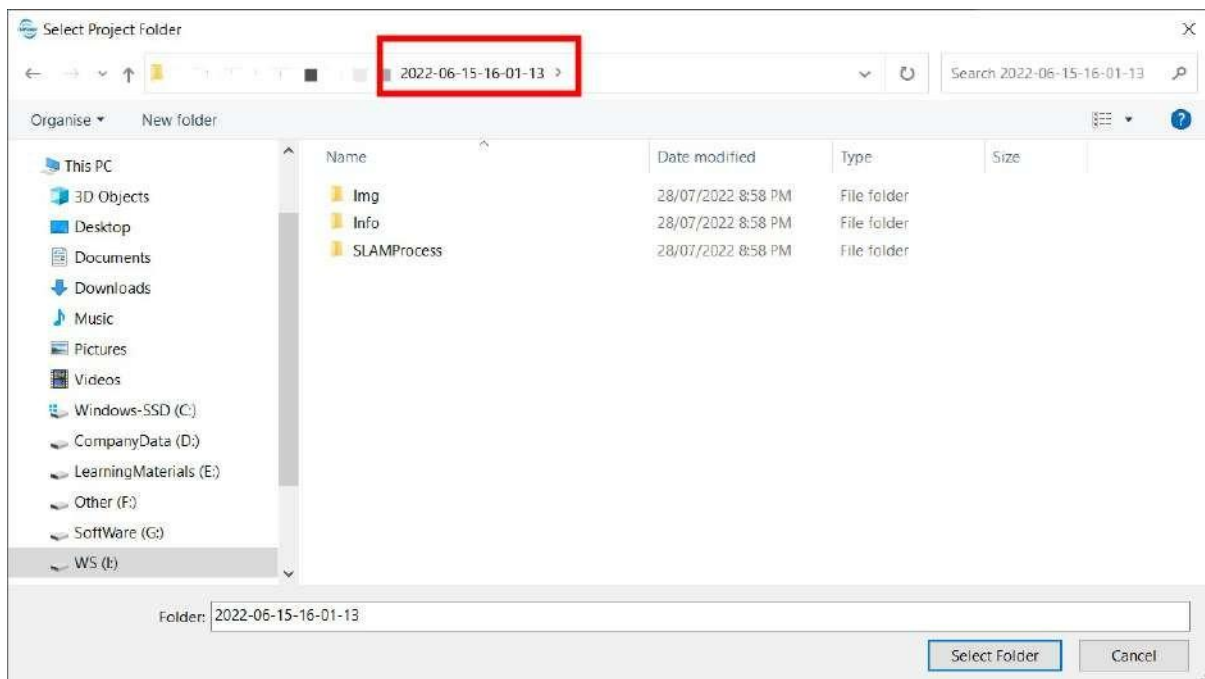 Select Project Folder
2022-06-15-16-01-13 >
Search 2022-06-15-16-01-13
Organise
New folder
Name
Date modified
Type
Size
This PC
3D Objects
Desktop
Documents
Downloads
Music
Pictures
Videos
Windows-SSD (C:)
CompanyData (D:)
LearningMaterials (E:)
Other (F:)
SoftWare (G:)
WS (I:)
Img 28/07/2022 8:58 PM File folder
Info 28/07/2022 8:58 PM File folder
SLAMProcess 28/07/2022 8:58 PM File folder
Folder: 2022-06-15-16-01-13
Select Folder
Cancel